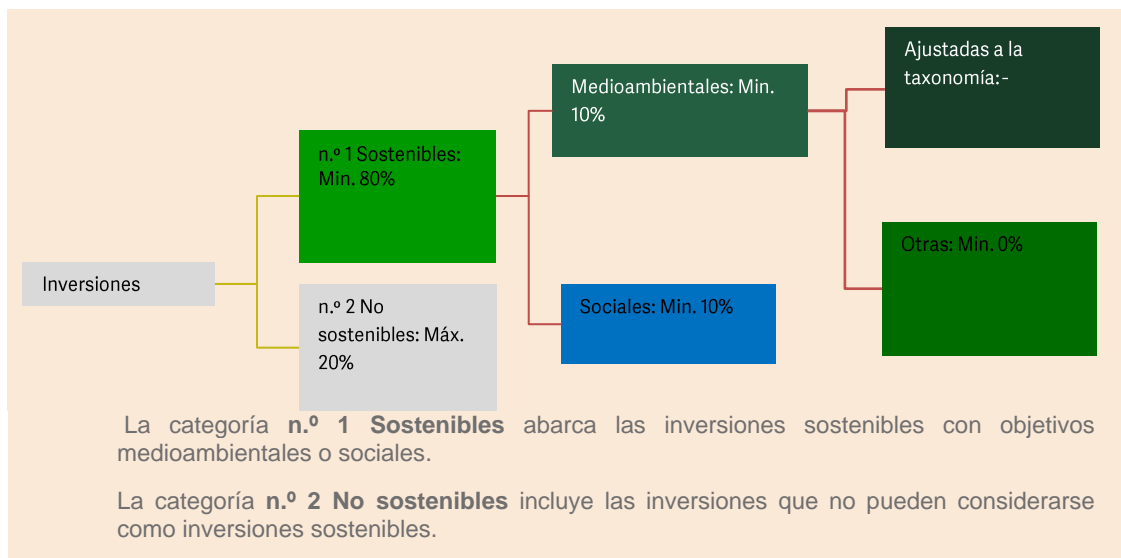 Inversiones
n.º 1 Sostenibles:
Min. 80%
n.º 2 No
sostenibles: Máx.
20%
Medioambientales: Min.
10%
Sociales: Min. 10%
Ajustadas a la
taxonomía:-
Otras: Min. 0%
La categoría n.º 1 Sostenibles abarca las inversiones sostenibles con objetivos
medioambientales o sociales.
La categoría n.º 2 No sostenibles incluye las inversiones que no pueden considerarse
como inversiones sostenibles.